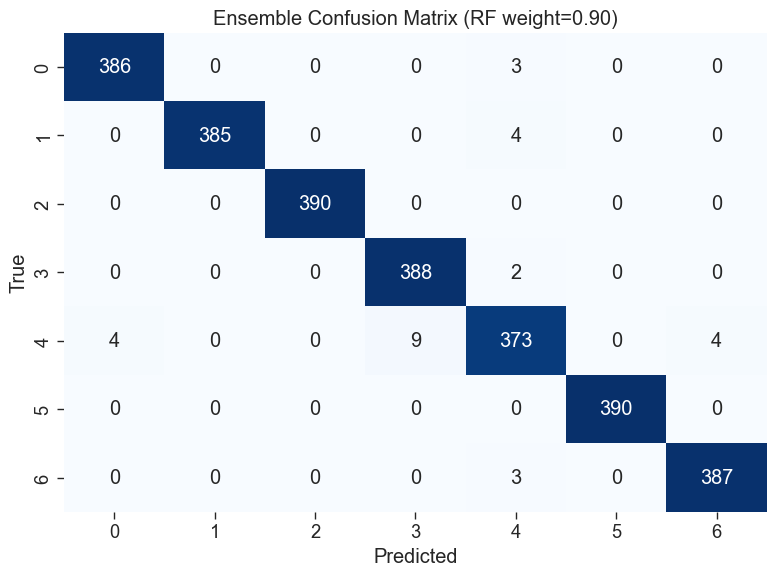 Ensemble Confusion Matrix (RF weight=0.90)
0 386 0 0 0 3 0 0
1 0 385 0 0 4 0 0
2 0 0 390 0 0 0 0
3 0 0 0 388 2 0 0
4 4 0 0 9 373 0 4
5 0 0 0 0 0 390 0
6 0 0 0 0 3 0 387
True
0 1 2 3 4 5 6
Predicted